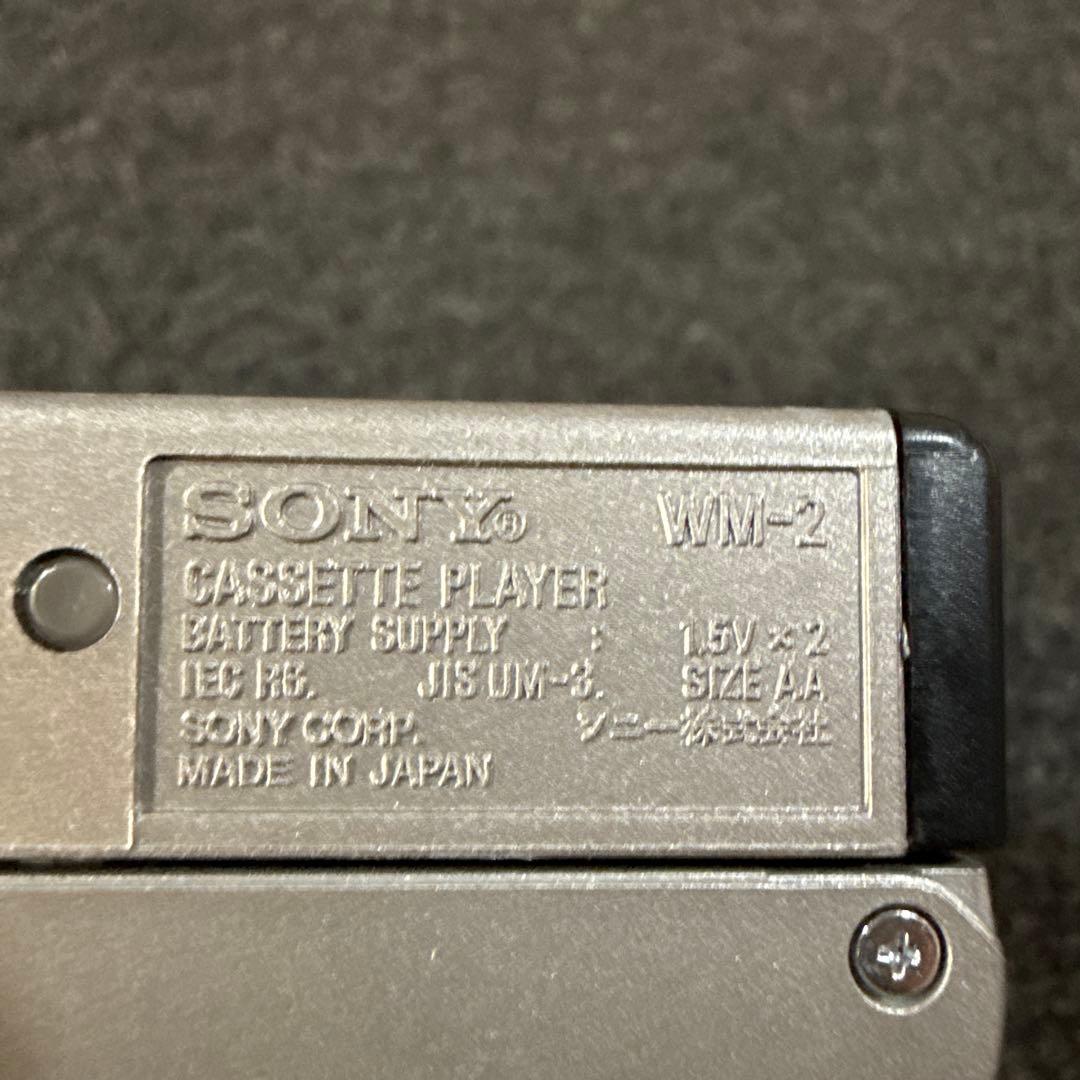 SONY® WM-2
CASSETTE PLAYER
BATTERY SUPPLY : 1.5V × 2
IEC R6. JIS UM-3. SIZE AA
SONY CORP. ソニー株式会社
MADE IN JAPAN